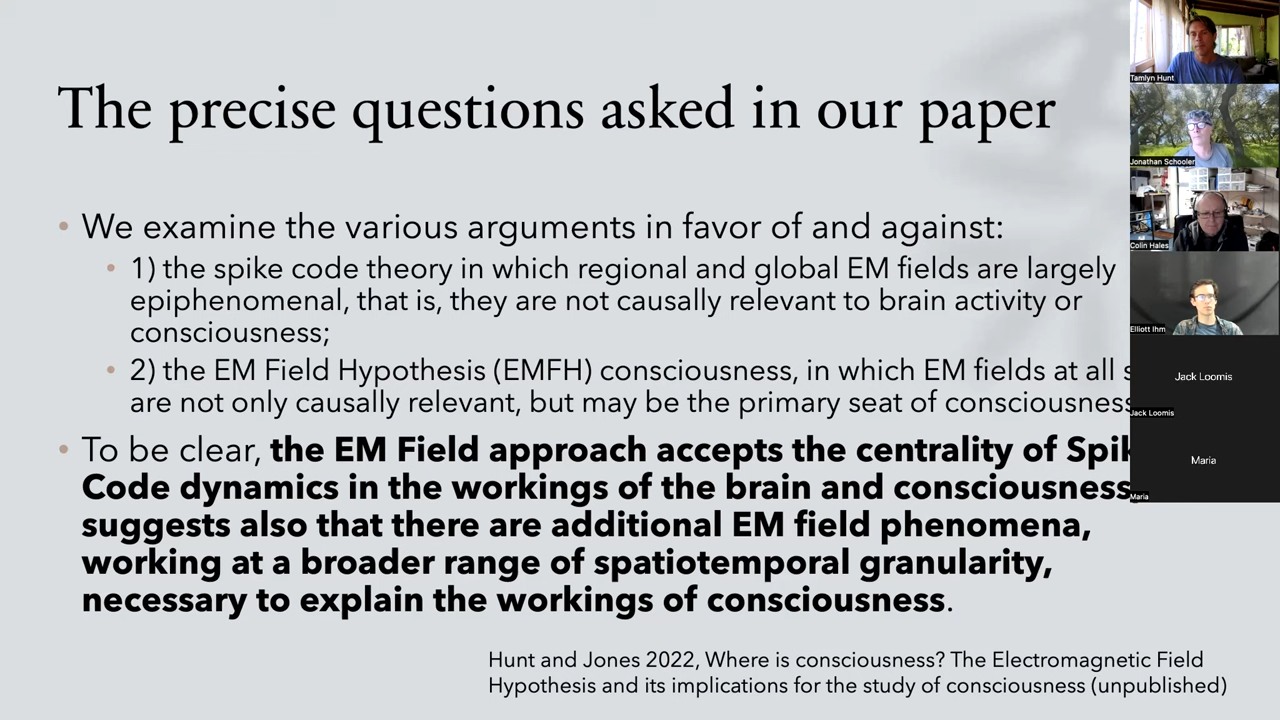 The precise questions asked in our paper
• We examine the various arguments in favor of and against:
• 1) the spike code theory in which regional and global EM fields are largely
epiphenomenal, that is, they are not causally relevant to brain activity or
consciousness;
• 2) the EM Field Hypothesis (EMFH) consciousness, in which EM fields at all
are not only causally relevant, but may be the primary seat of consciousness
• To be clear, the EM Field approach accepts the centrality of
Code dynamics in the workings of the brain and consciousness
suggests also that there are additional EM field phenomena,
working at a broader range of spatiotemporal granularity,
necessary to explain the workings of consciousness.
Hunt and Jones 2022, Where is consciousness? The Electromagnetic Field
Hypothesis and its implications for the study of consciousness (unpublished)
Tamlyn Hunt
Jonathan Schooler
Colin Hales
Elliott Ihm
Jack Loomis
Jack Loomis
Maria
Maria